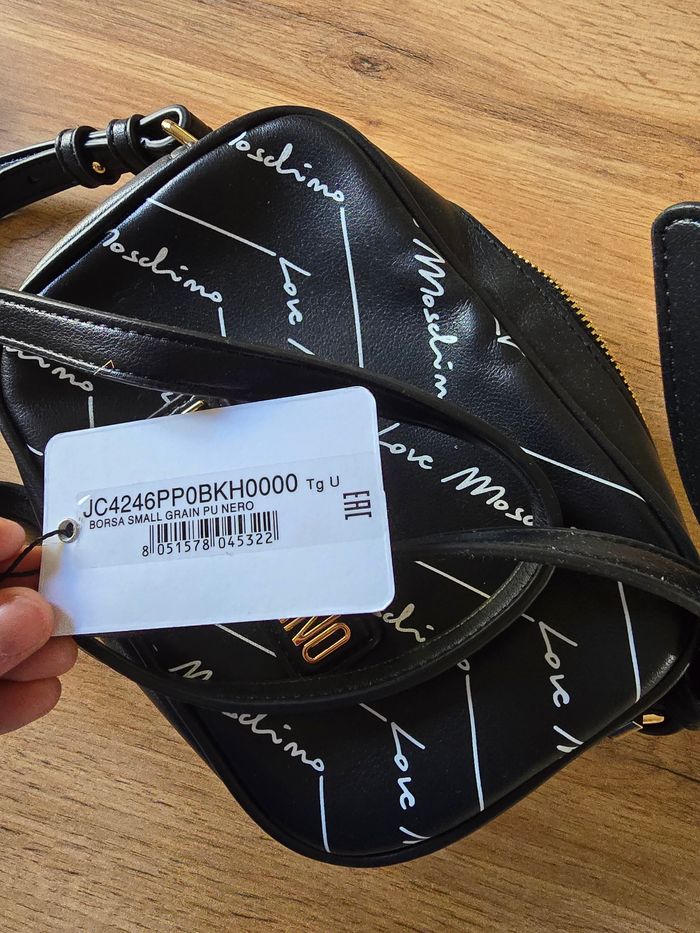 Moschino
Moschino
Love
Moschino
Love Mosc
JC4246PP0BKH0000 Tg U
BORSA SMALL GRAIN PU NERO
8 051578 045322
EAC
Love
Moschino
Love